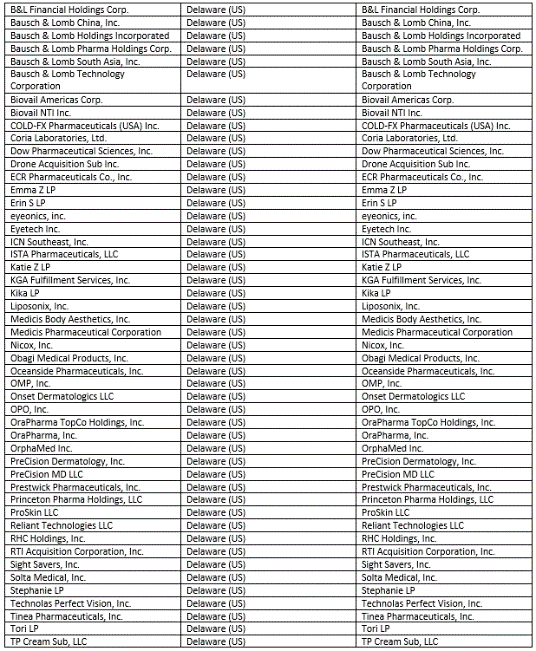 B&L Financial Holdings Corp. Delaware (US) B&L Financial Holdings Corp.
Bausch & Lomb China, Inc. Delaware (US) Bausch & Lomb China, Inc.
Bausch & Lomb Holdings Incorporated Delaware (US) Bausch & Lomb Holdings Incorporated
Bausch & Lomb Pharma Holdings Corp. Delaware (US) Bausch & Lomb Pharma Holdings Corp.
Bausch & Lomb South Asia, Inc. Delaware (US) Bausch & Lomb South Asia, Inc.
Bausch & Lomb Technology Delaware (US) Bausch & Lomb Technology
Corporation Corporation
Biovail Americas Corp. Delaware (US) Biovail Americas Corp.
Biovail NTI Inc. Delaware (US) Biovail NTI Inc.
COLD-FX Pharmaceuticals (USA) Inc. Delaware (US) COLD-FX Pharmaceuticals (USA) Inc.
Coria Laboratories, Ltd. Delaware (US) Coria Laboratories, Ltd.
Dow Pharmaceutical Sciences, Inc. Delaware (US) Dow Pharmaceutical Sciences, Inc.
Drone Acquisition Sub Inc. Delaware (US) Drone Acquisition Sub Inc.
ECR Pharmaceuticals Co., Inc. Delaware (US) ECR Pharmaceuticals Co., Inc.
Emma Z LP Delaware (US) Emma Z LP
Erin S LP Delaware (US) Erin S LP
eyeonics, inc. Delaware (US) eyeonics, inc.
Eyetech Inc. Delaware (US) Eyetech Inc.
ICN Southeast, Inc. Delaware (US) ICN Southeast, Inc.
ISTA Pharmaceuticals, LLC Delaware (US) ISTA Pharmaceuticals, LLC
Katie Z LP Delaware (US) Katie Z LP
KGA Fulfillment Services, Inc. Delaware (US) KGA Fulfillment Services, Inc.
Kika LP Delaware (US) Kika LP
Liposonix, Inc. Delaware (US) Liposonix, Inc.
Medicis Body Aesthetics, Inc. Delaware (US) Medicis Body Aesthetics, Inc.
Medicis Pharmaceutical Corporation Delaware (US) Medicis Pharmaceutical Corporation
Nicox, Inc. Delaware (US) Nicox, Inc.
Obagi Medical Products, Inc. Delaware (US) Obagi Medical Products, Inc.
Oceanside Pharmaceuticals, Inc. Delaware (US) Oceanside Pharmaceuticals, Inc.
OMP, Inc. Delaware (US) OMP, Inc.
Onset Dermatologics LLC Delaware (US) Onset Dermatologics LLC
OPO, Inc. Delaware (US) OPO, Inc.
OraPharma TopCo Holdings, Inc. Delaware (US) OraPharma TopCo Holdings, Inc.
OraPharma, Inc. Delaware (US) OraPharma, Inc.
OrphaMed Inc. Delaware (US) OrphaMed Inc.
PreCision Dermatology, Inc. Delaware (US) PreCision Dermatology, Inc.
PreCision MD LLC Delaware (US) PreCision MD LLC
Prestwick Pharmaceuticals, Inc. Delaware (US) Prestwick Pharmaceuticals, Inc.
Princeton Pharma Holdings, LLC Delaware (US) Princeton Pharma Holdings, LLC
ProSkin LLC Delaware (US) ProSkin LLC
Reliant Technologies LLC Delaware (US) Reliant Technologies LLC
RHC Holdings, Inc. Delaware (US) RHC Holdings, Inc.
RTI Acquisition Corporation, Inc. Delaware (US) RTI Acquisition Corporation, Inc.
Sight Savers, Inc. Delaware (US) Sight Savers, Inc.
Solta Medical, Inc. Delaware (US) Solta Medical, Inc.
Stephanie LP Delaware (US) Stephanie LP
Technolas Perfect Vision, Inc. Delaware (US) Technolas Perfect Vision, Inc.
Tinea Pharmaceuticals, Inc. Delaware (US) Tinea Pharmaceuticals, Inc.
Tori LP Delaware (US) Tori LP
TP Cream Sub, LLC Delaware (US) TP Cream Sub, LLC